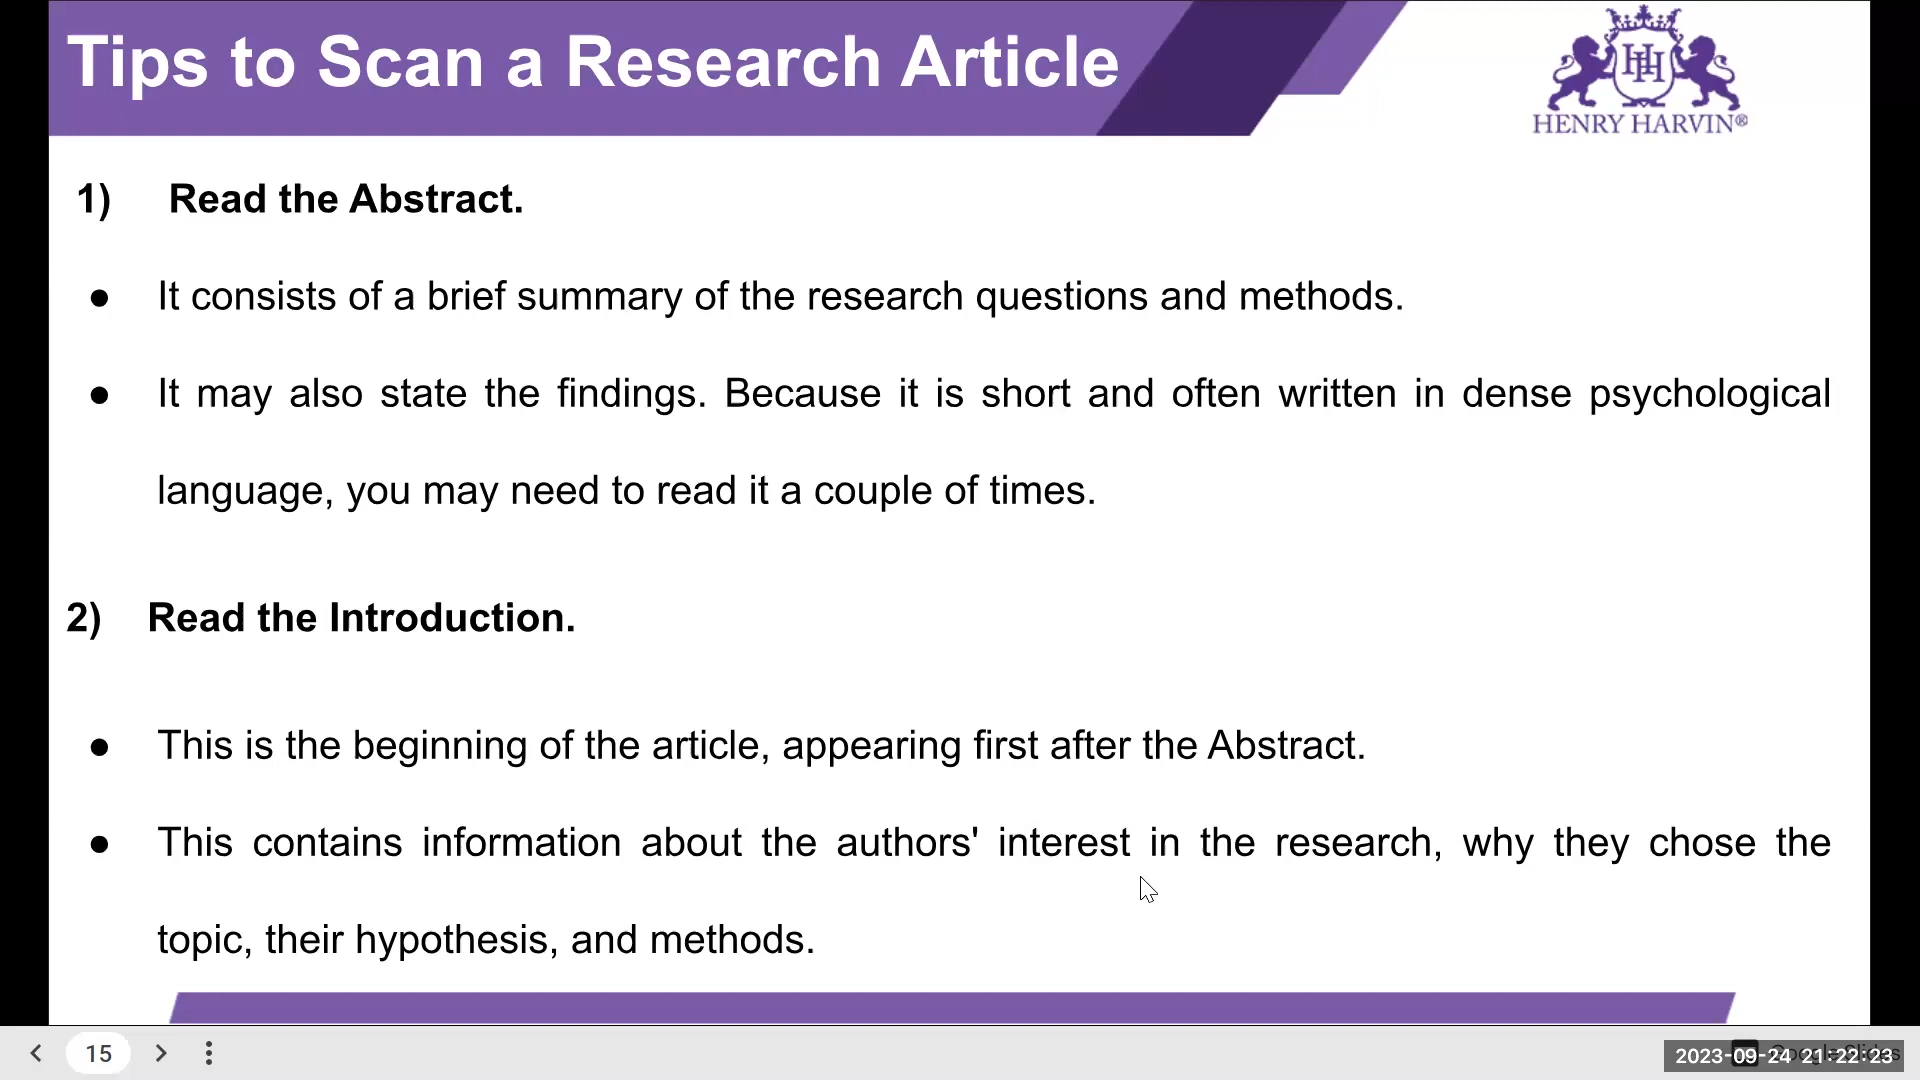 Tips to Scan a Research Article
HH
HENRY HARVIN®
1) Read the Abstract.
● It consists of a brief summary of the research questions and methods.
● It may also state the findings. Because it is short and often written in dense psychological
language, you may need to read it a couple of times.
2) Read the Introduction.
● This is the beginning of the article, appearing first after the Abstract.
● This contains information about the authors' interest in the research, why they chose the
topic, their hypothesis, and methods.
15
2023-09-24 21:22:23
Google Slides